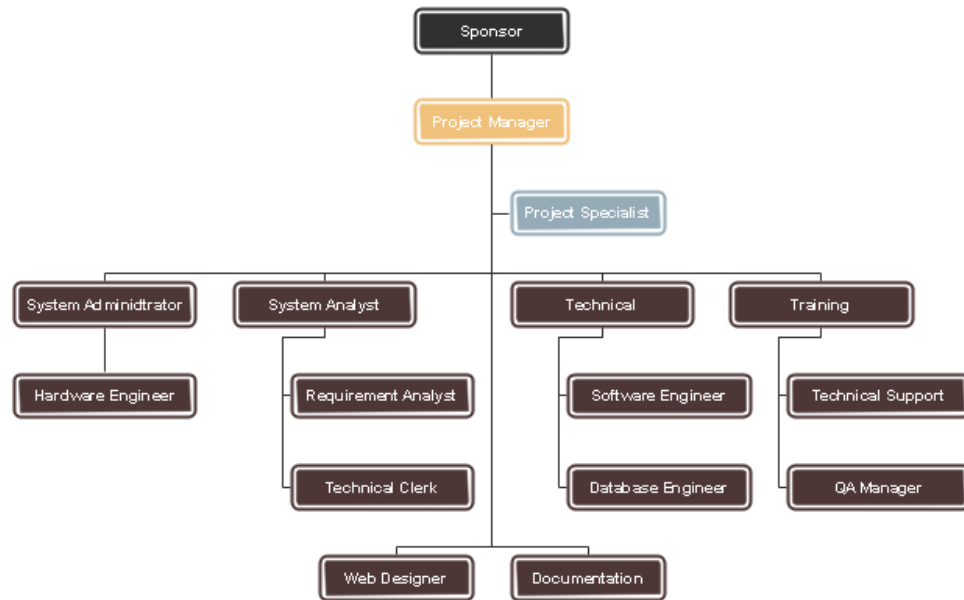 Sponsor
Project Manager
Project Specialist
System Adminidtrator
System Analyst
Technical
Training
Hardware Engineer
Requirement Analyst
Software Engineer
Technical Support
Technical Clerk
Database Engineer
QA Manager
Web Designer
Documentation